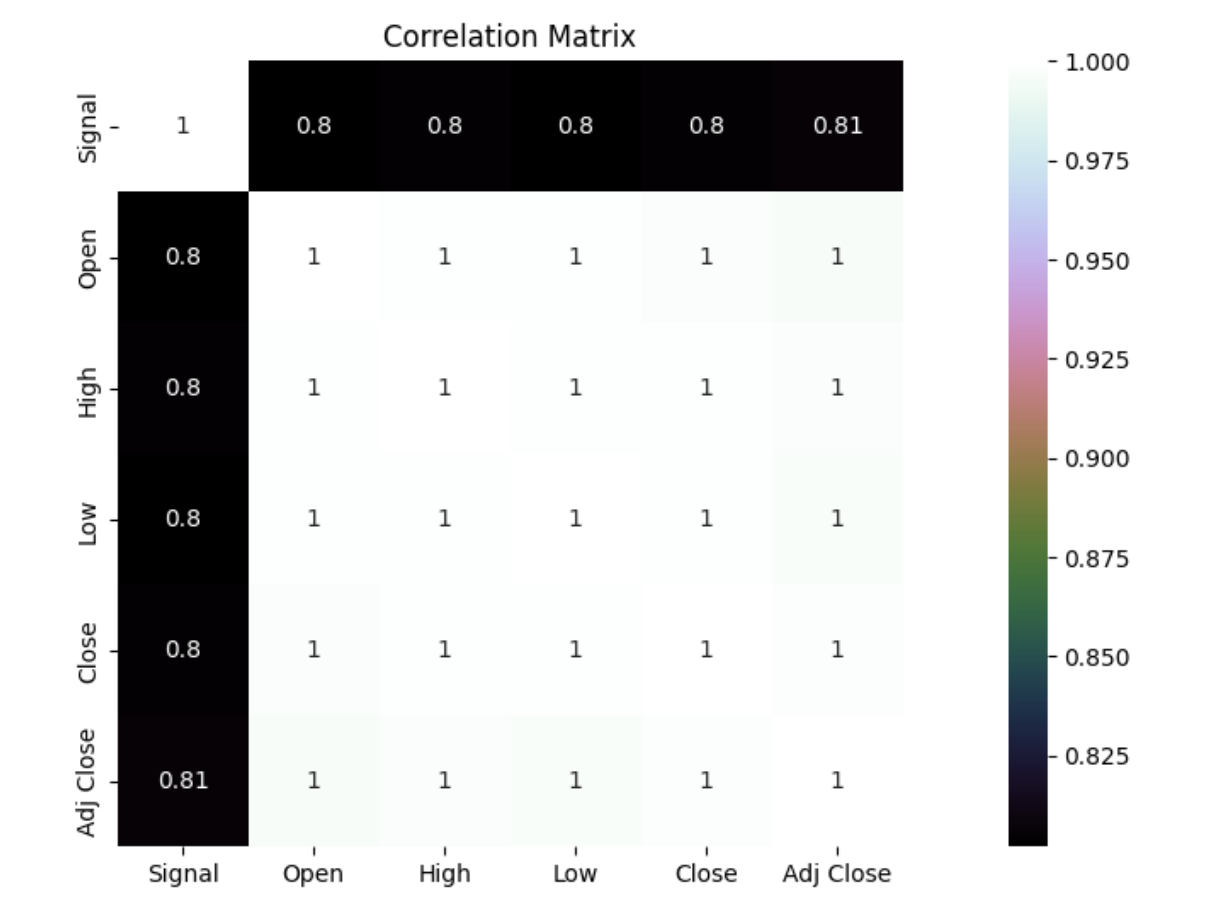 Correlation Matrix
Signal 1 0.8 0.8 0.8 0.8 0.81
Open 0.8 1 1 1 1 1
High 0.8 1 1 1 1 1
Low 0.8 1 1 1 1 1
Close 0.8 1 1 1 1 1
Adj Close 0.81 1 1 1 1 1
Signal Open High Low Close Adj Close
1.000
0.975
0.950
0.925
0.900
0.875
0.850
0.825